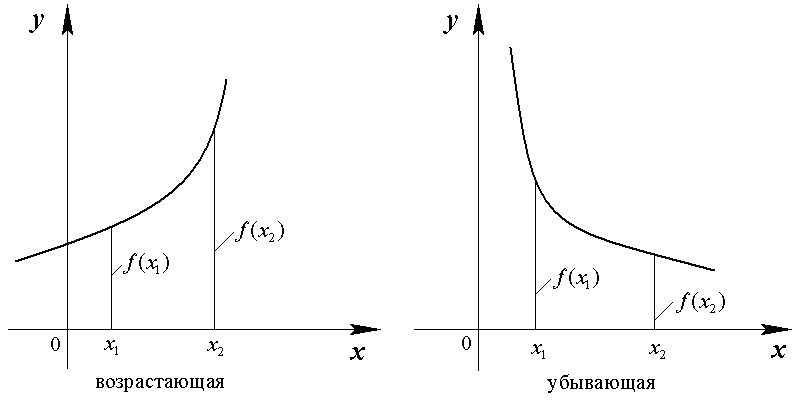 y
f(x₂)
f(x₁)
0
x₁
x₂
x
возрастающая
y
f(x₁)
f(x₂)
0
x₁
x₂
x
убывающая